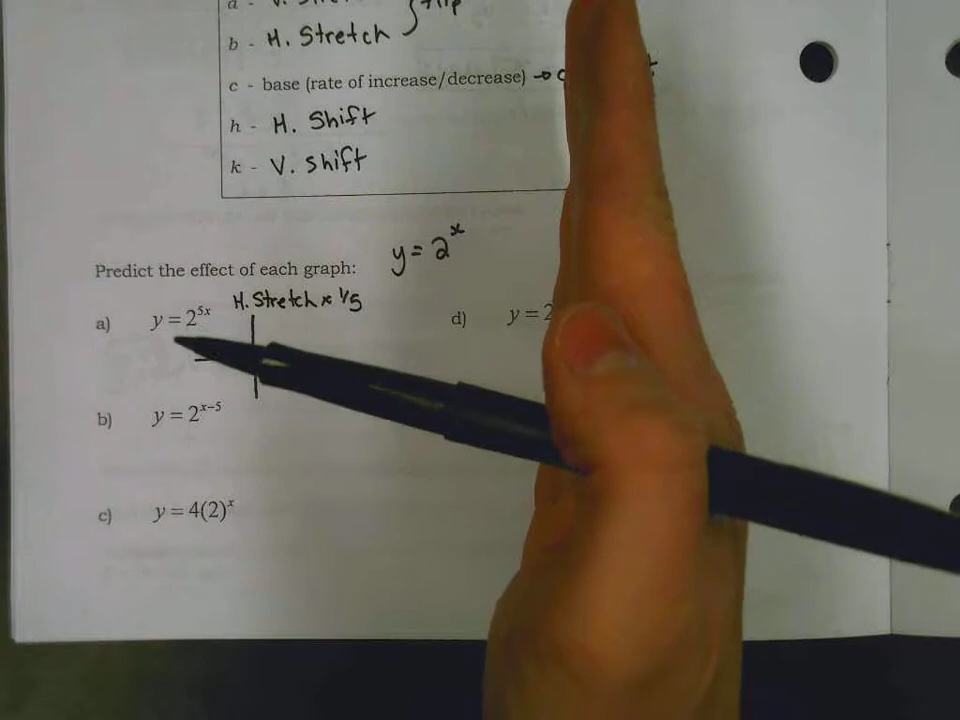 flip
b - H. Stretch
c - base (rate of increase/decrease) →
h - H. Shift
k - V. Shift
y = 2^x
Predict the effect of each graph:
H. Stretch x 1/5
a) y = 2^{5x}
d) y = 2
b) y = 2^{x-5}
c) y = 4(2)^x